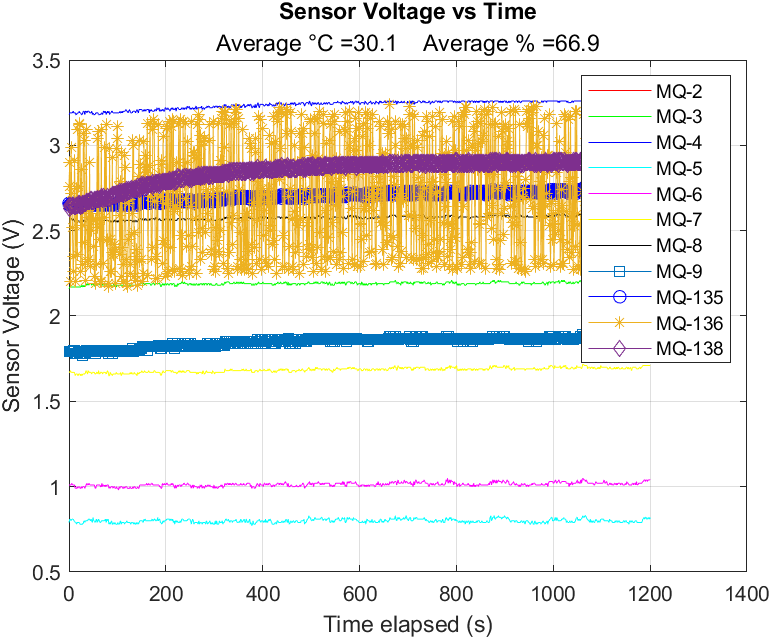 Sensor Voltage vs Time
Average °C =30.1 Average % =66.9
3.5
3
2.5
2
1.5
1
0.5
Sensor Voltage (V)
MQ-2
MQ-3
MQ-4
MQ-5
MQ-6
MQ-7
MQ-8
MQ-9
MQ-135
MQ-136
MQ-138
0 200 400 600 800 1000 1200 1400
Time elapsed (s)